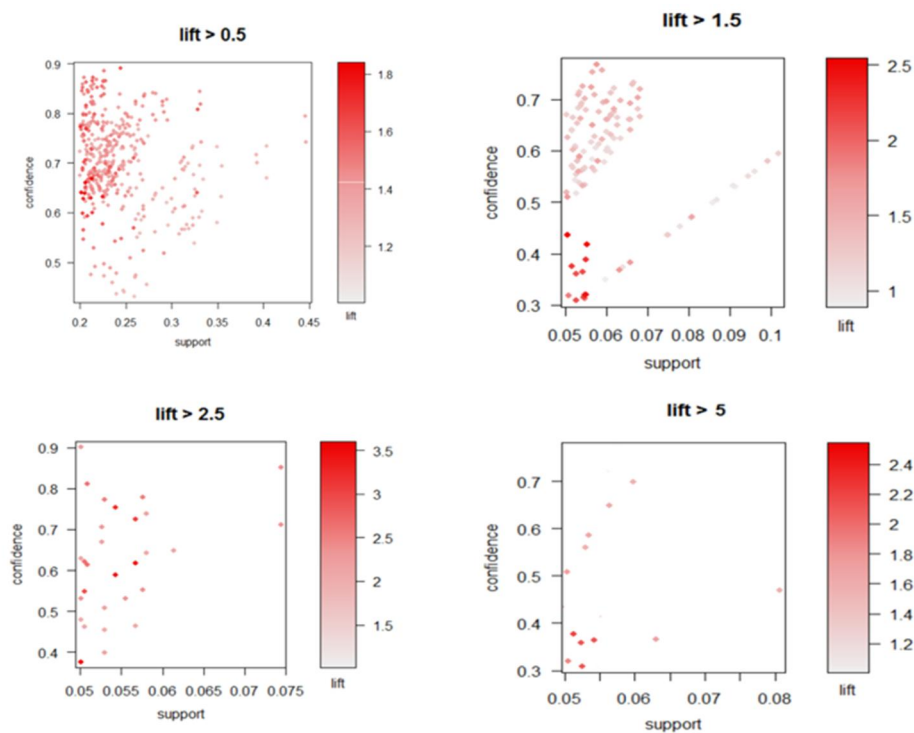 lift > 0.5
0.9
0.8
0.7
0.6
0.5
confidence
0.2 0.25 0.3 0.35 0.4 0.45
support
1.8
1.6
1.4
1.2
lift
lift > 1.5
0.7
0.6
0.5
0.4
0.3
confidence
0.05 0.06 0.07 0.08 0.09 0.1
support
2.5
2
1.5
1
lift
lift > 2.5
0.9
0.8
0.7
0.6
0.5
0.4
confidence
0.05 0.055 0.06 0.065 0.07 0.075
support
3.5
3
2.5
2
1.5
lift
lift > 5
0.7
0.6
0.5
0.4
0.3
confidence
0.05 0.06 0.07 0.08
support
2.4
2.2
2
1.8
1.6
1.4
1.2
lift